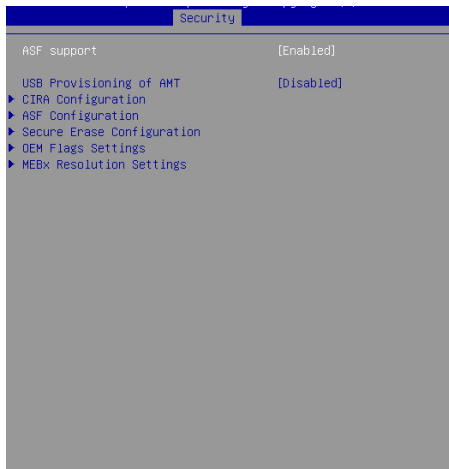 Security
ASF support [Enabled]
USB Provisioning of AMT [Disabled]
CIRA Configuration
ASF Configuration
Secure Erase Configuration
OEM Flags Settings
MEBx Resolution Settings